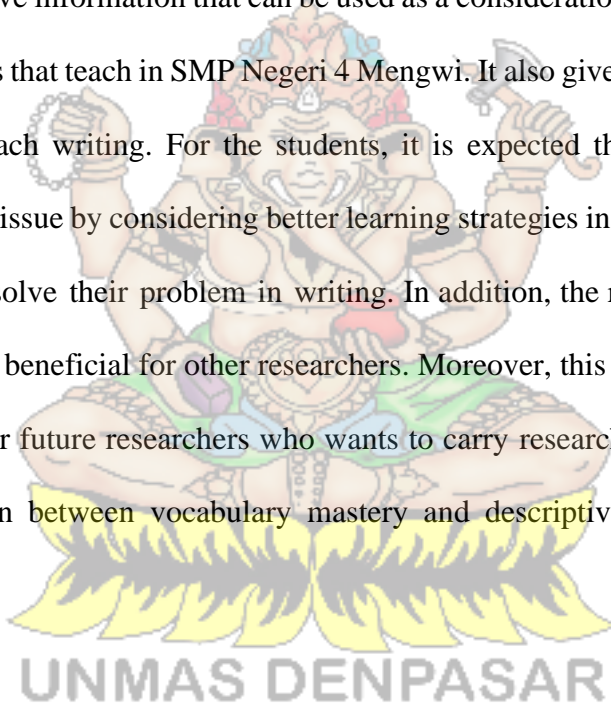 ve information that can be used as a consideration
s that teach in SMP Negeri 4 Mengwi. It also give
ach writing. For the students, it is expected th
issue by considering better learning strategies in
solve their problem in writing. In addition, the
beneficial for other researchers. Moreover, this
r future researchers who wants to carry research
n between vocabulary mastery and descriptiv
UNMAS DENPASAR